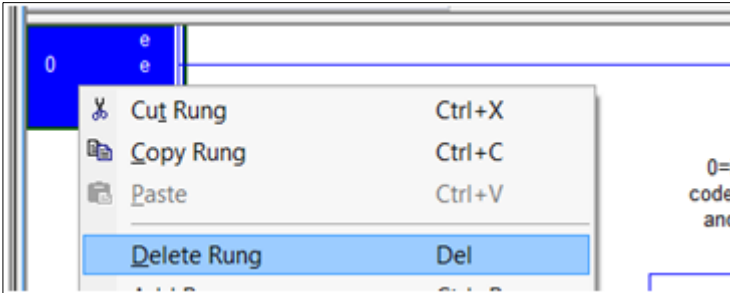 e
0 e
Cut Rung Ctrl+X
Copy Rung Ctrl+C
Paste Ctrl+V
0=
code
and
Delete Rung Del